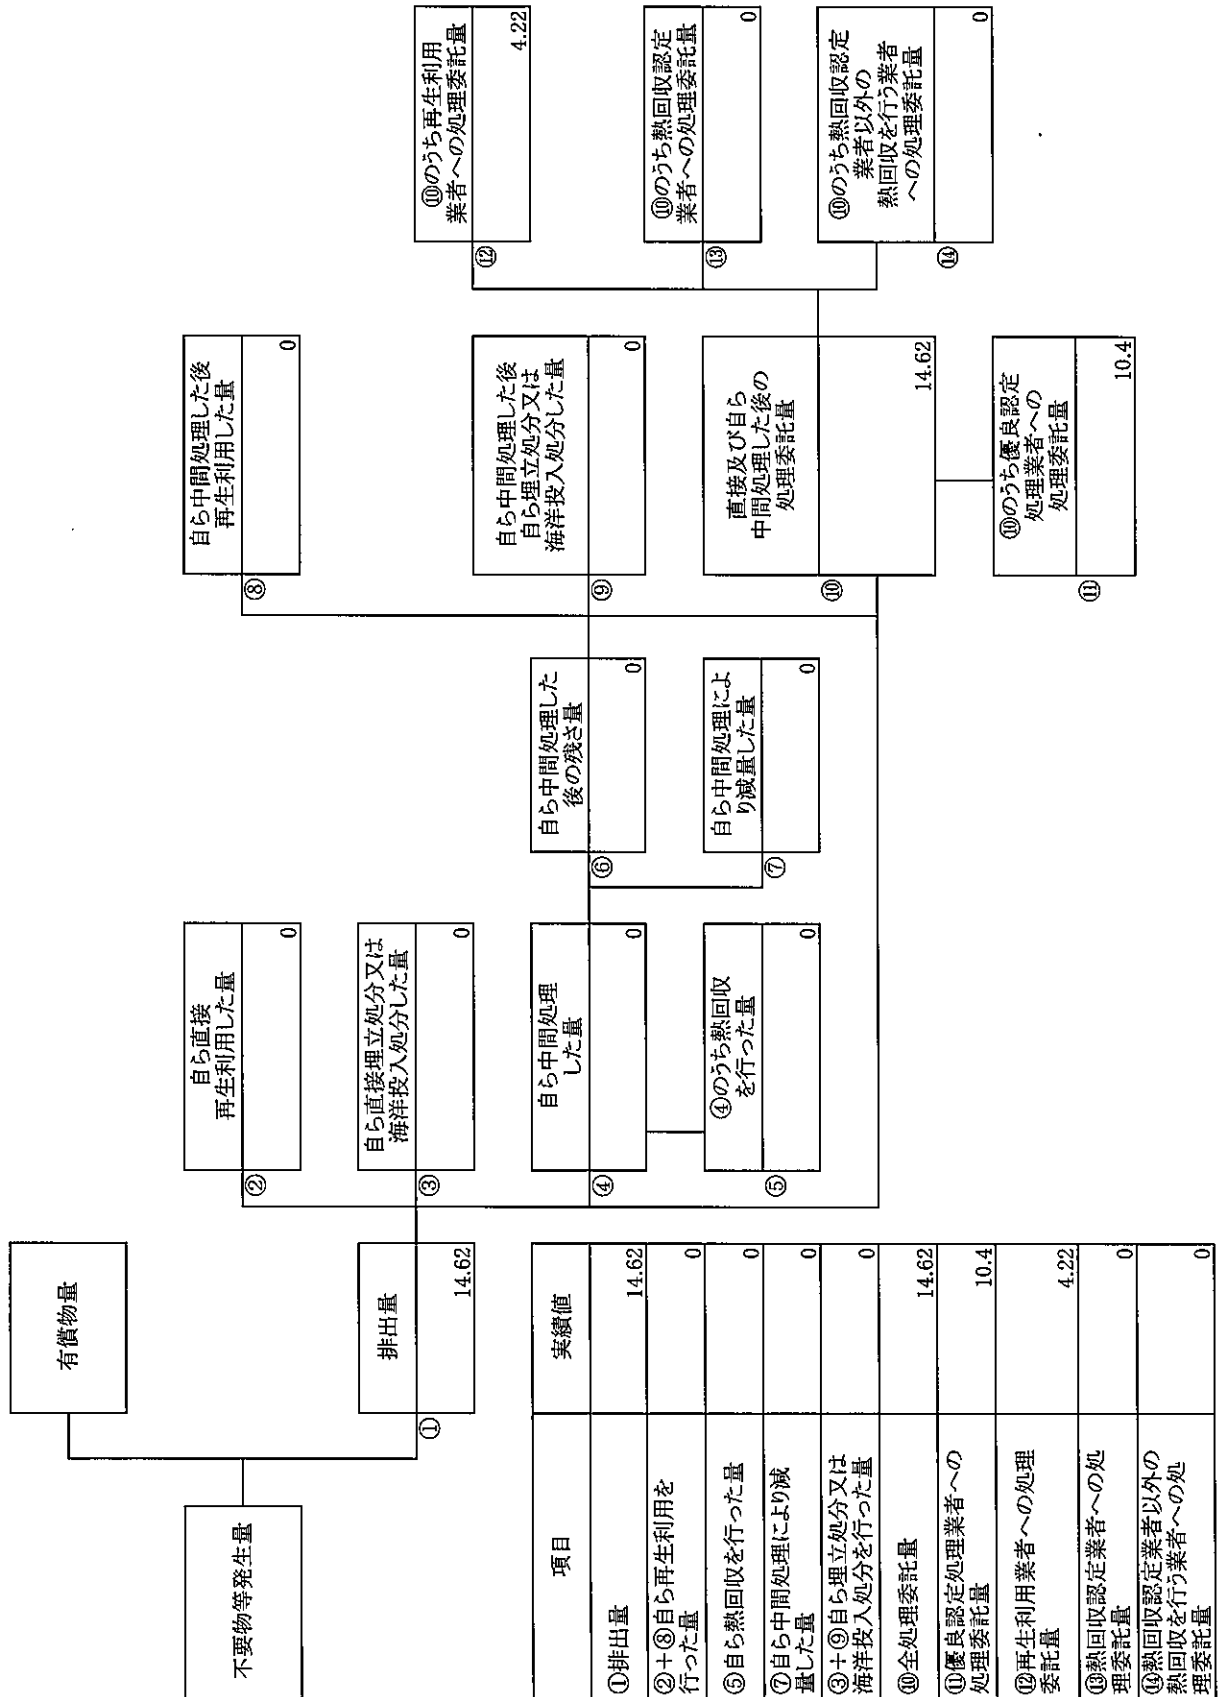 不要物等発生量
有償物量
①
排出量
14.62
②
自ら直接
再生利用した量
0
③
自ら直接埋立処分又は
海洋投入処分した量
0
④
自ら中間処理
した量
0
⑤
④のうち熱回収
を行った量
0
⑥
自ら中間処理した
後の残さ量
0
⑦
自ら中間処理によ
り減量した量
0
⑧
自ら中間処理した後
再生利用した量
0
⑨
自ら中間処理した後
自ら埋立処分又は
海洋投入処分した量
0
⑩
直接及び自ら
中間処理した後の
処理委託量
14.62
⑪
⑩のうち優良認定
処理業者への
処理委託量
10.4
⑫
⑩のうち再生利用
業者への処理委託量
4.22
⑬
⑩のうち熱回収認定
業者への処理委託量
0
⑭
⑩のうち熱回収認定
業者以外の
熱回収を行う業者
への処理委託量
0
項目 実績値
①排出量 14.62
②+⑧自ら再生利用を
行った量 0
⑤自ら熱回収を行った量 0
⑦自ら中間処理により減
量した量 0
③+⑨自ら埋立処分又は
海洋投入処分を行った量 0
⑩全処理委託量 14.62
⑪優良認定処理業者への
処理委託量 10.4
⑫再生利用業者への処理
委託量 4.22
⑬熱回収認定業者への処
理委託量 0
⑭熱回収認定業者以外の
熱回収を行う業者への処
理委託量 0